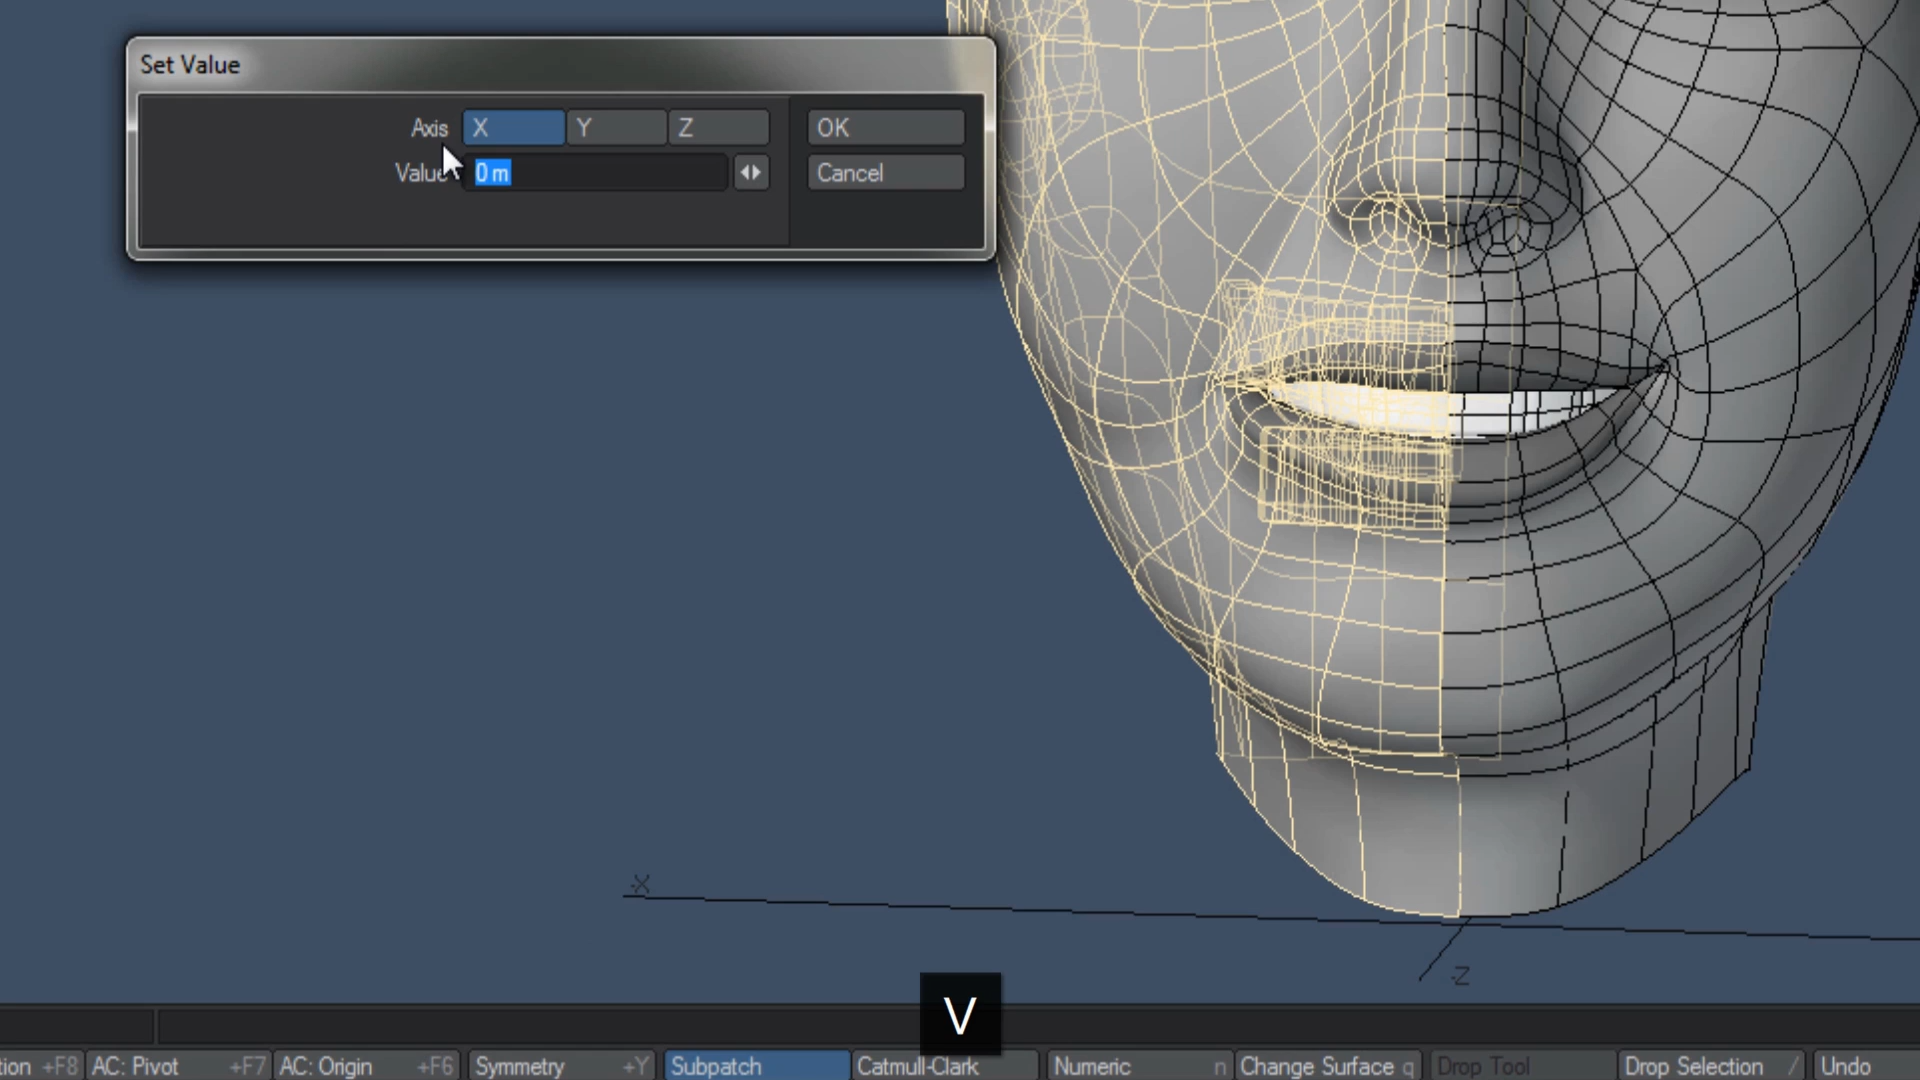 Set Value
Axis X Y Z OK
Value 0 m Cancel
-X
-Z
V
tion +F8 AC: Pivot +F7 AC: Origin +F6 Symmetry +Y Subpatch Catmull-Clark Numeric n Change Surface q Drop Tool Drop Selection / Undo